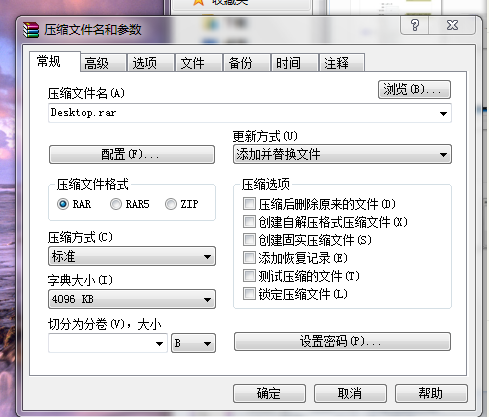 收藏夹
压缩文件名和参数
常规 高级 选项 文件 备份 时间 注释
压缩文件名(A)
浏览(B)...
Desktop.rar
更新方式(U)
配置(F)...
添加并替换文件
压缩文件格式
RAR RAR5 ZIP
压缩选项
压缩后删除原来的文件(D)
创建自解压格式压缩文件(X)
创建固实压缩文件(S)
添加恢复记录(E)
测试压缩的文件(T)
锁定压缩文件(L)
压缩方式(C)
标准
字典大小(I)
4096 KB
切分为分卷(V),大小
B
设置密码(P)...
确定 取消 帮助